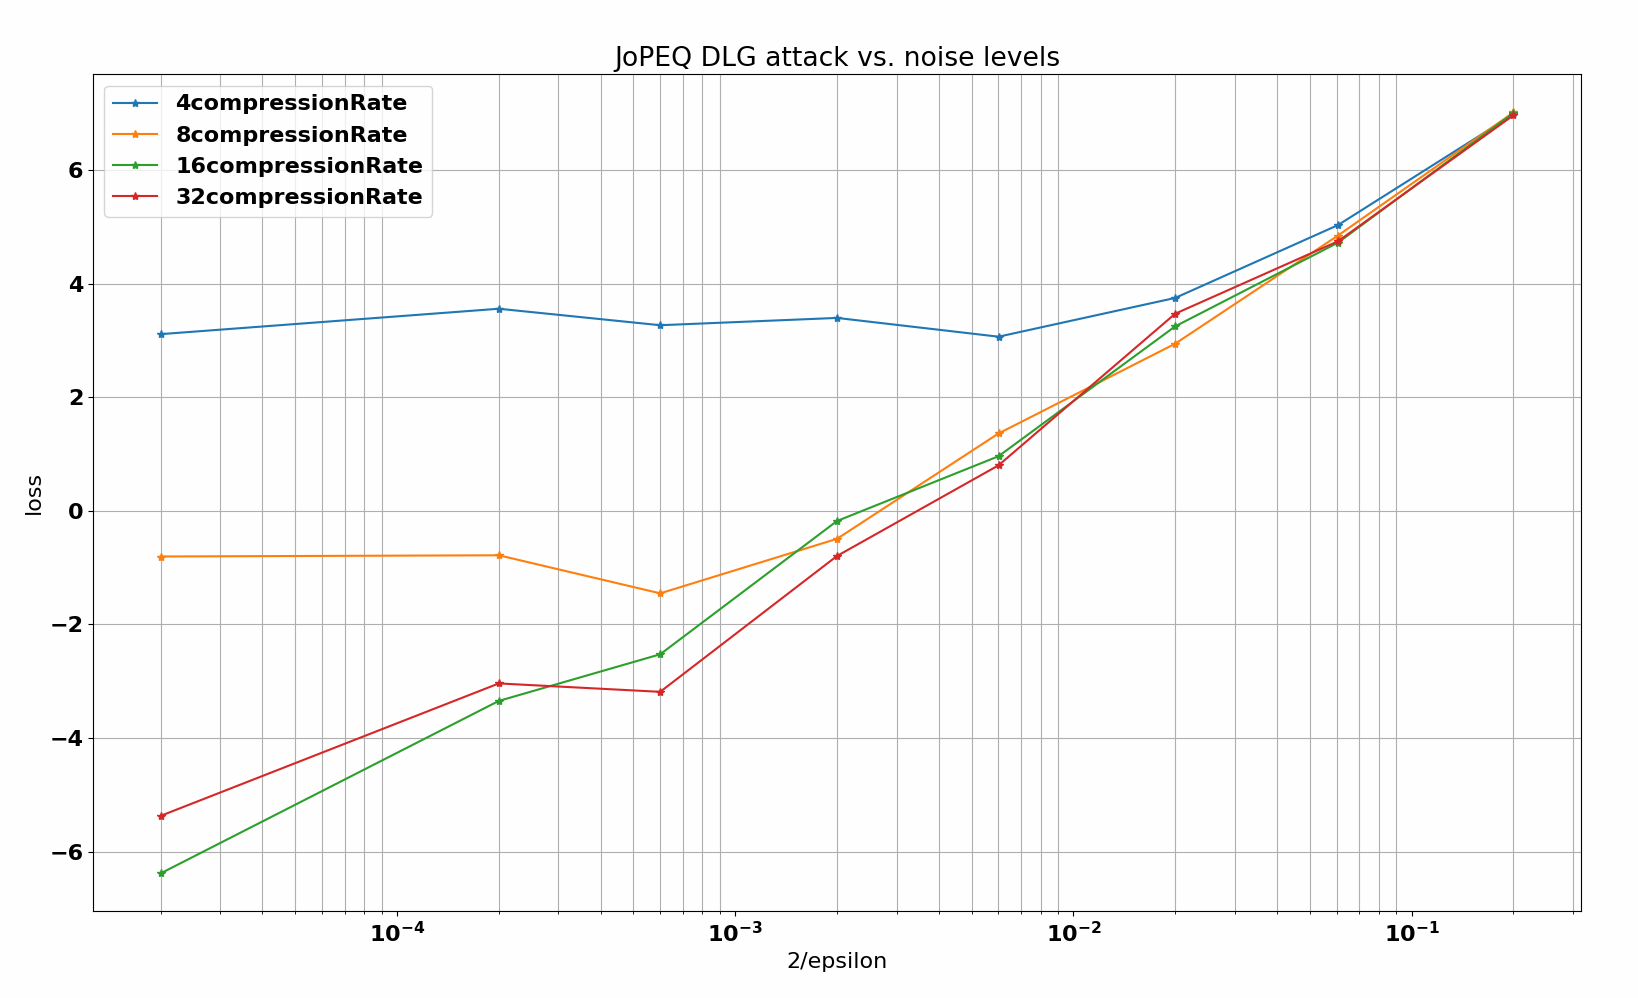 JoPEQ DLG attack vs. noise levels
4compressionRate
8compressionRate
16compressionRate
32compressionRate
6
4
2
0
−2
−4
−6
loss
10⁻⁴ 10⁻³ 10⁻² 10⁻¹
2/epsilon